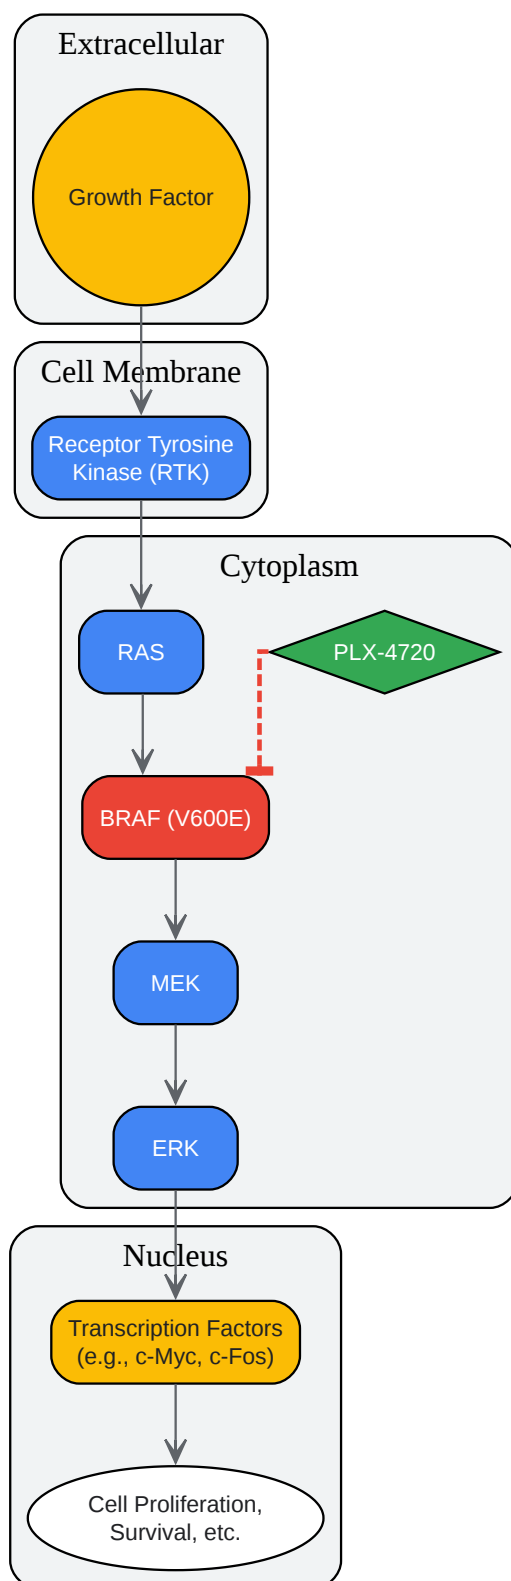 Extracellular
Growth Factor
Cell Membrane
Receptor Tyrosine
Kinase (RTK)
Cytoplasm
RAS
PLX-4720
BRAF (V600E)
MEK
ERK
Nucleus
Transcription Factors
(e.g., c-Myc, c-Fos)
Cell Proliferation,
Survival, etc.